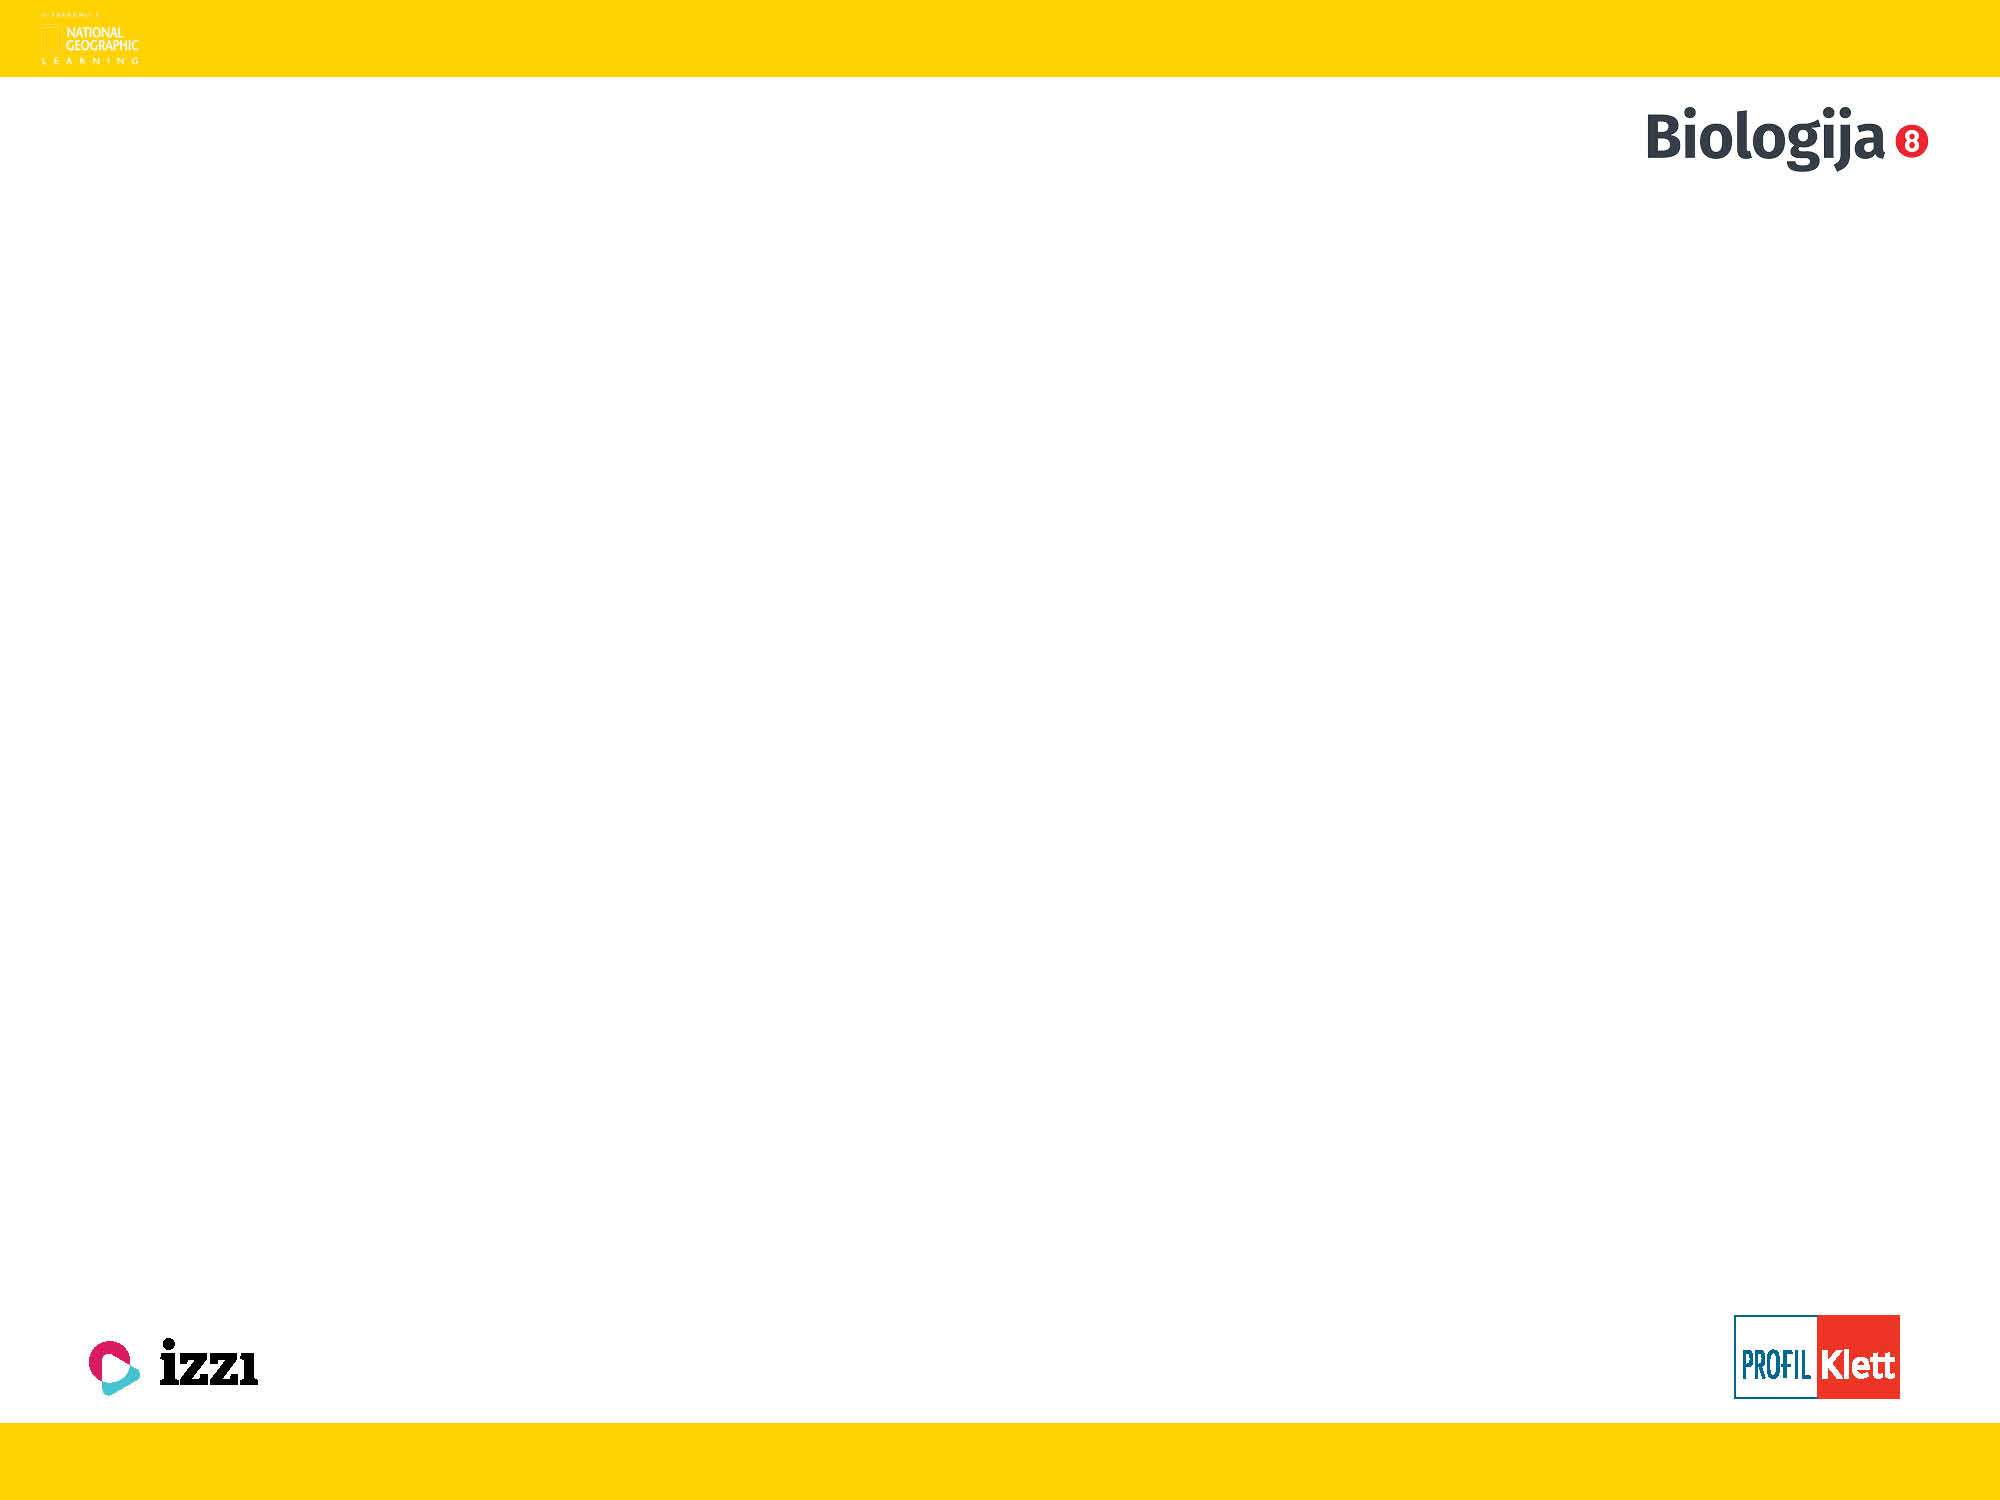 NATIONAL
GEOGRAPHIC
LEARNING
Biologija 8
izzi
PROFIL Klett